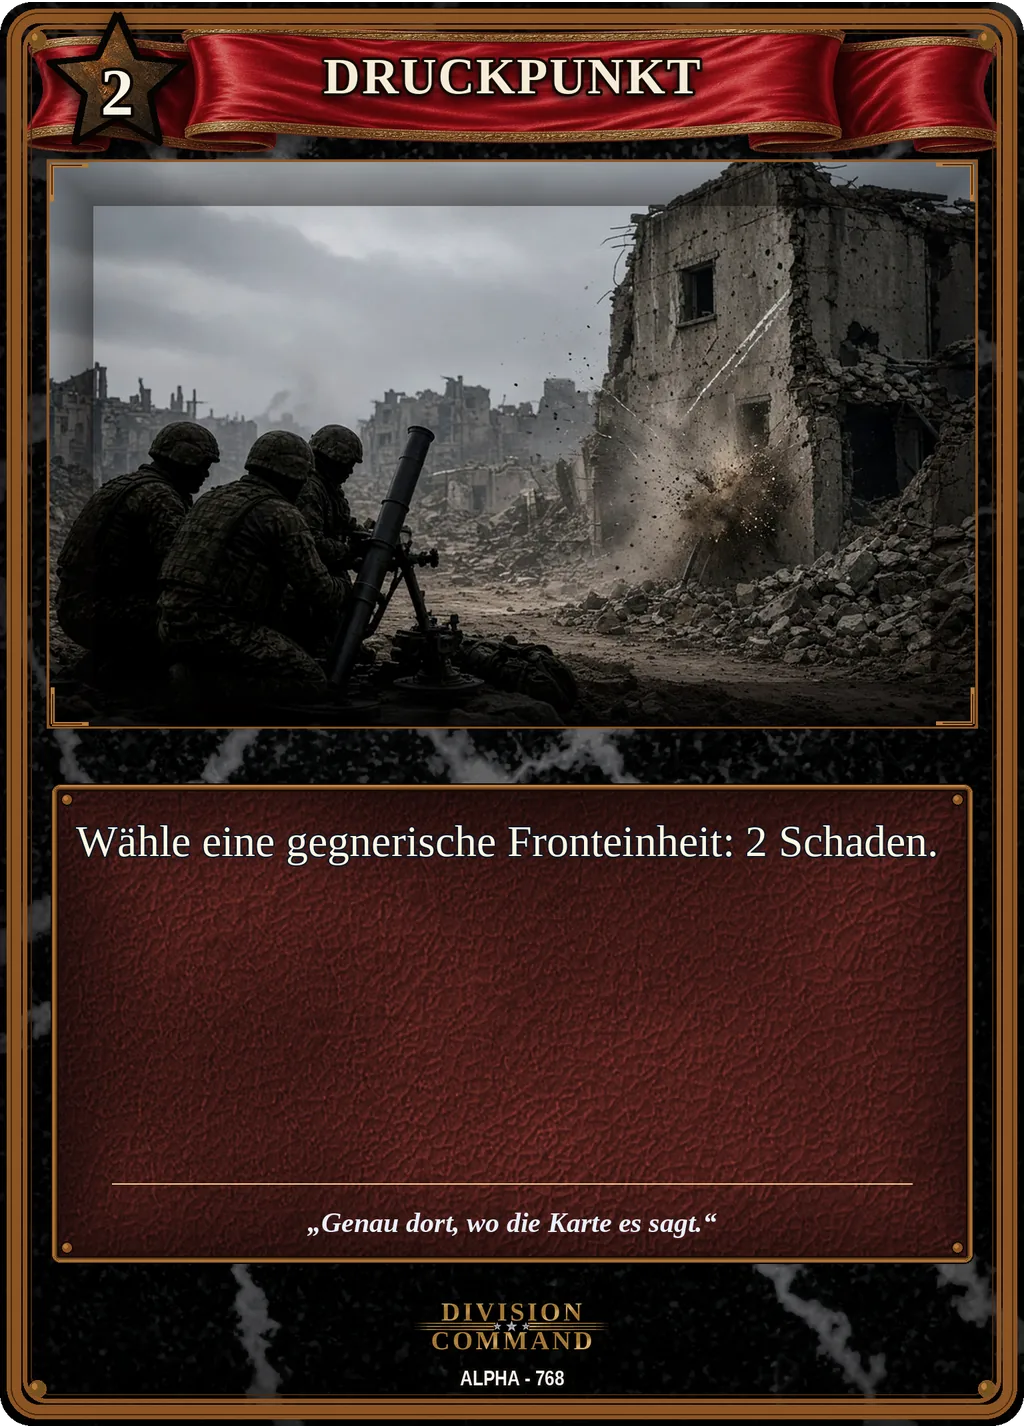 2
DRUCKPUNKT
Wähle eine gegnerische Fronteinheit: 2 Schaden.
„Genau dort, wo die Karte es sagt.“
DIVISION
COMMAND
ALPHA - 768